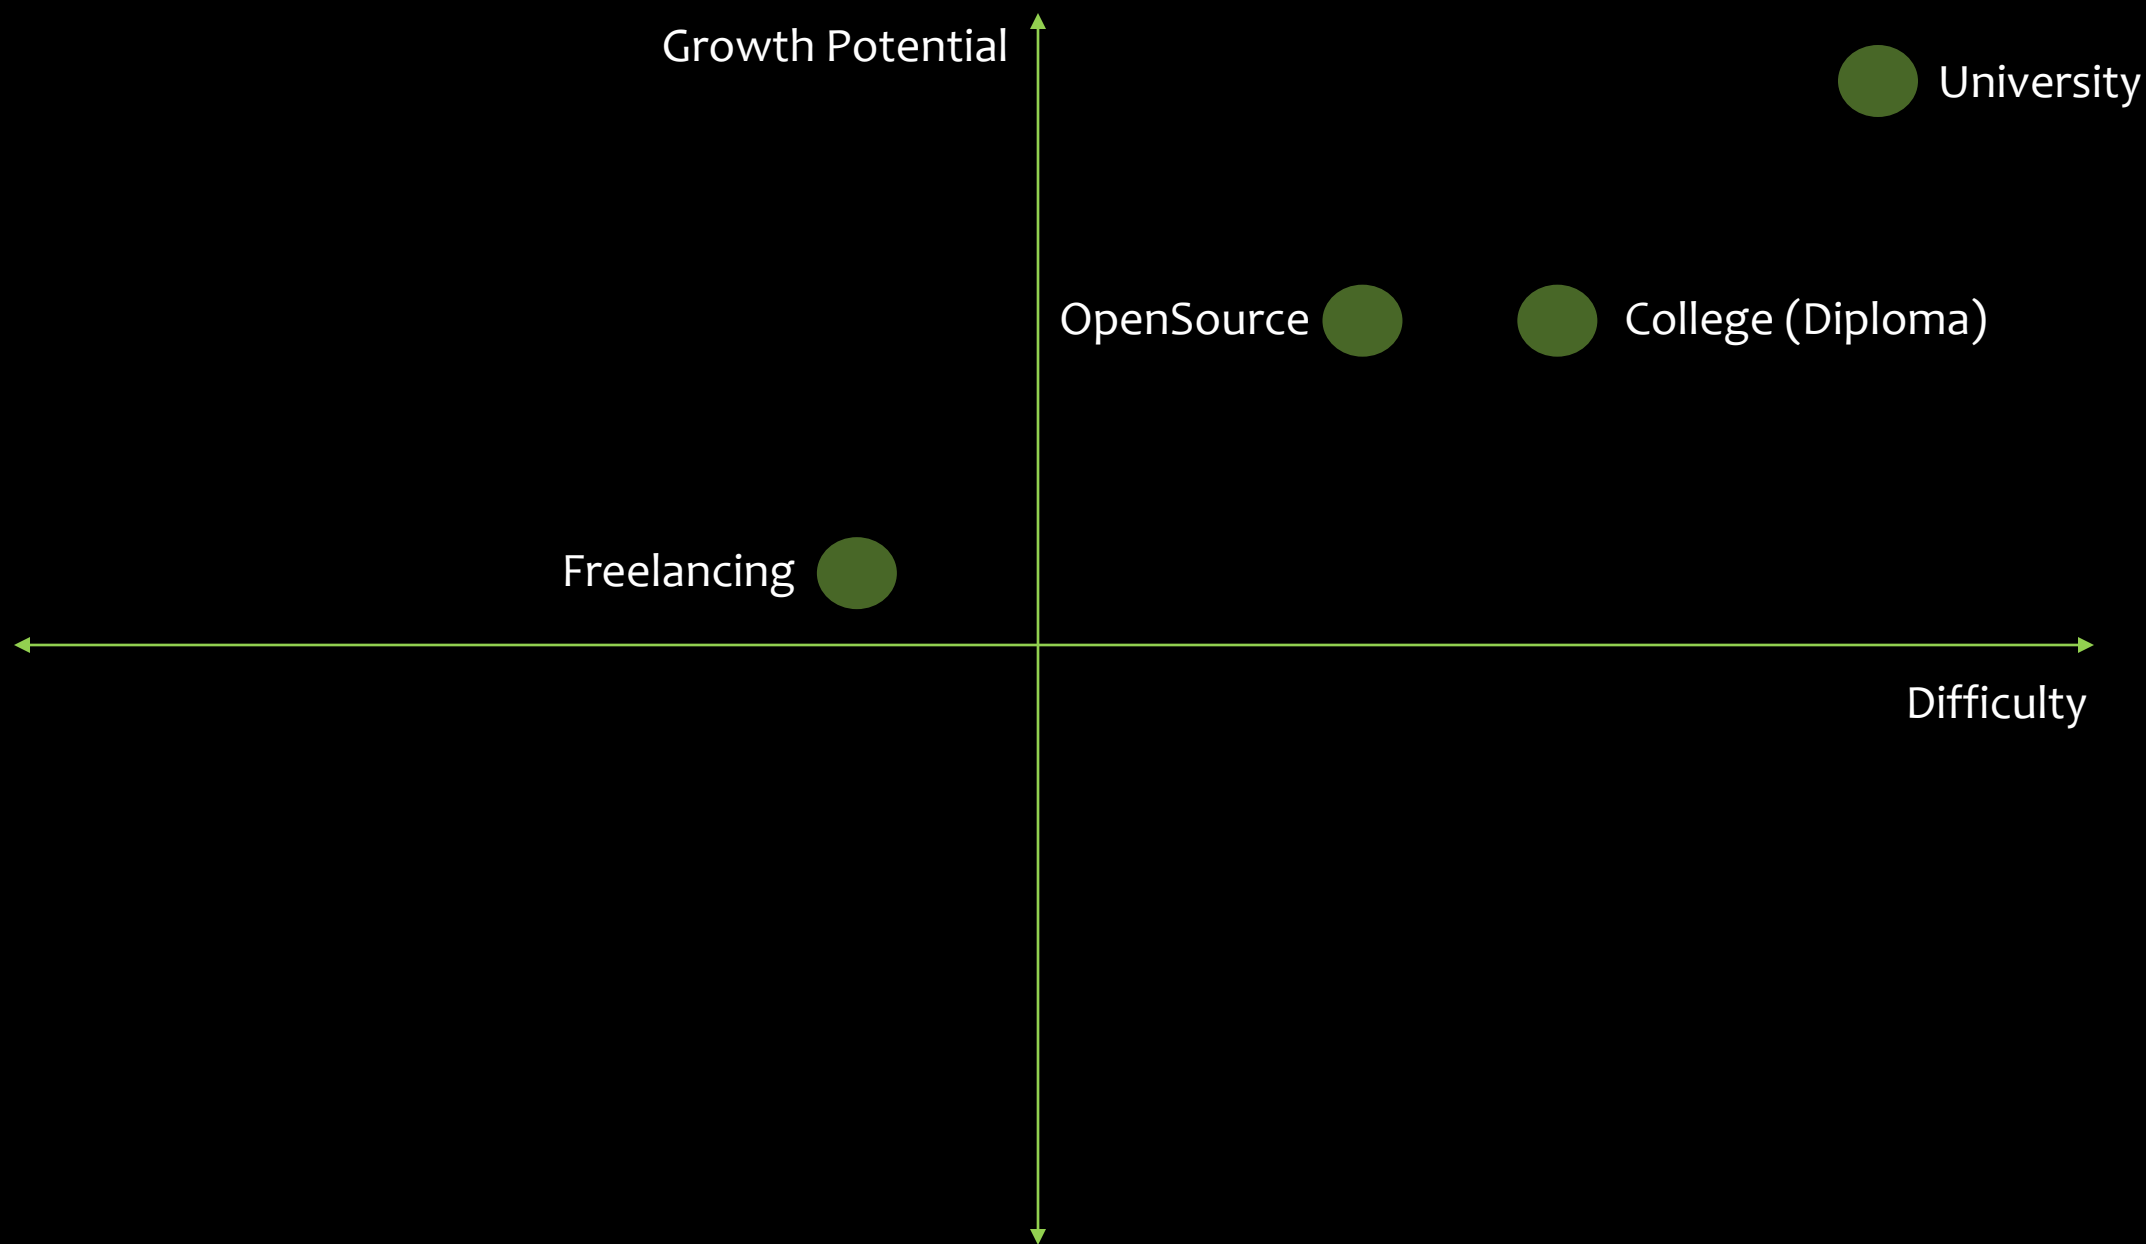 Growth Potential
University
OpenSource
College (Diploma)
Freelancing
Difficulty